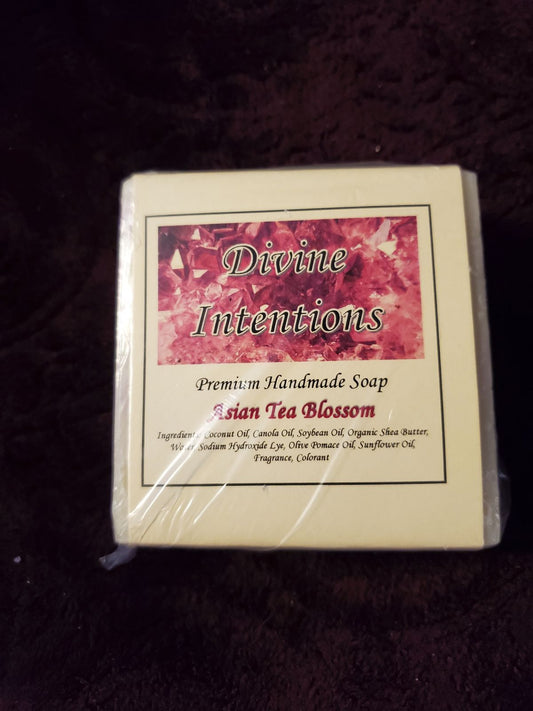 Divine
Intentions
Premium Handmade Soap
Asian Tea Blossom
Ingredients: Coconut Oil, Canola Oil, Soybean Oil, Organic Shea Butter,
Water, Sodium Hydroxide Lye, Olive Pomace Oil, Sunflower Oil,
Fragrance, Colorant